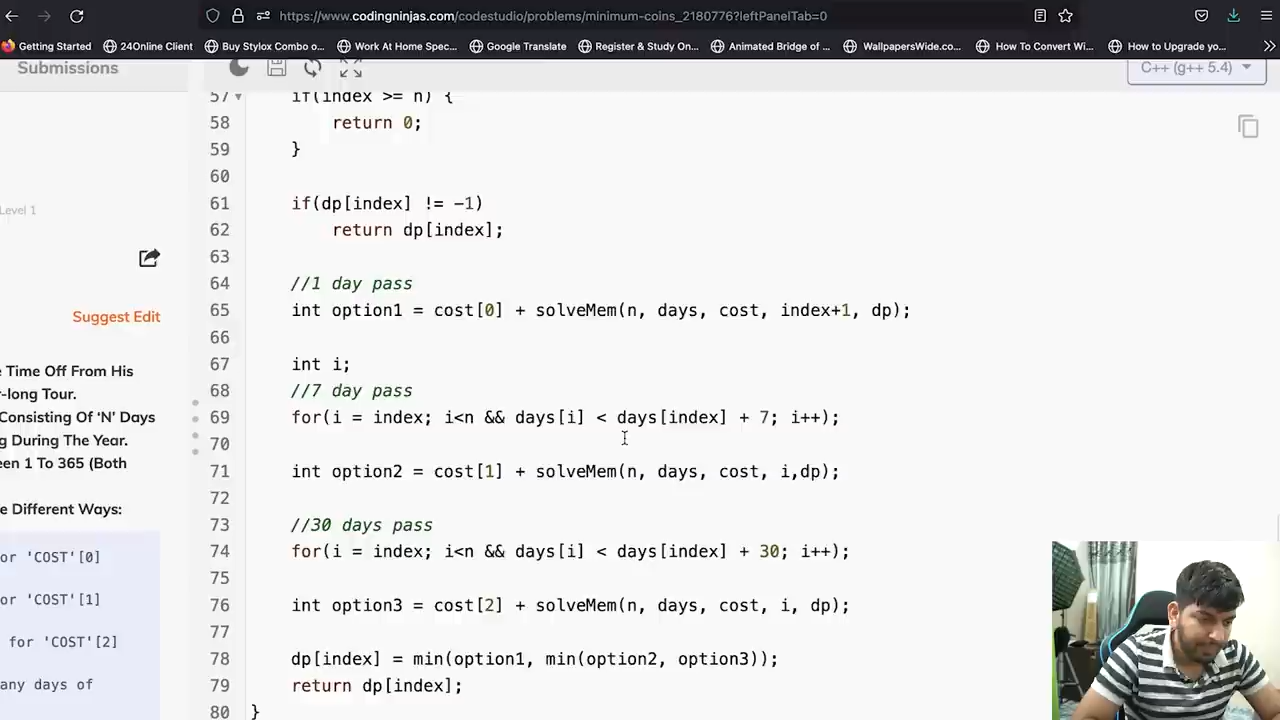 https://www.codingninjas.com/codestudio/problems/minimum-coins_2180776?leftPanelTab=0
Getting Started
24Online Client
Buy Stylox Combo o...
Work At Home Spec...
Google Translate
Register & Study On...
Animated Bridge of ...
WallpapersWide.co...
How To Convert Wi...
How to Upgrade yo...
Submissions
C++ (g++ 5.4)
Level 1
Suggest Edit
e Time Off From His
-long Tour.
Consisting Of ‘N’ Days
g During The Year.
een 1 To 365 (Both
e Different Ways:
or 'COST'[0]
or 'COST'[1]
for 'COST'[2]
any days of
57 if(index >= n) {
58 return 0;
59 }
60
61 if(dp[index] != -1)
62 return dp[index];
63
64 //1 day pass
65 int option1 = cost[0] + solveMem(n, days, cost, index+1, dp);
66
67 int i;
68 //7 day pass
69 for(i = index; i<n && days[i] < days[index] + 7; i++);
70
71 int option2 = cost[1] + solveMem(n, days, cost, i,dp);
72
73 //30 days pass
74 for(i = index; i<n && days[i] < days[index] + 30; i++);
75
76 int option3 = cost[2] + solveMem(n, days, cost, i, dp);
77
78 dp[index] = min(option1, min(option2, option3));
79 return dp[index];
80 }